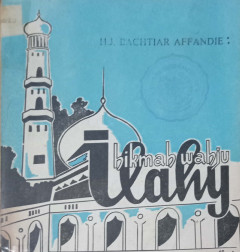 H.J. BACHTIAR AFFANDIE :
hikmah wahju
ilahy